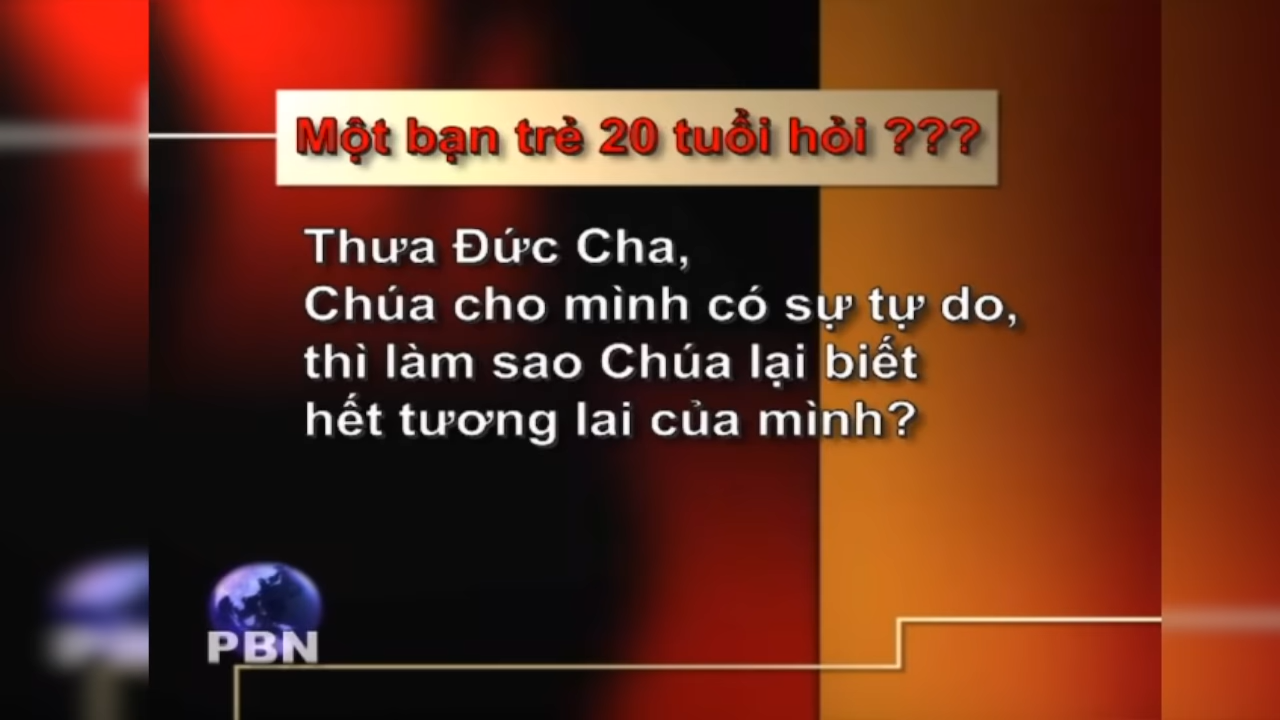 Một bạn trẻ 20 tuổi hỏi ???
Thưa Đức Cha,
Chúa cho mình có sự tự do,
thì làm sao Chúa lại biết
hết tương lai của mình?
PBN